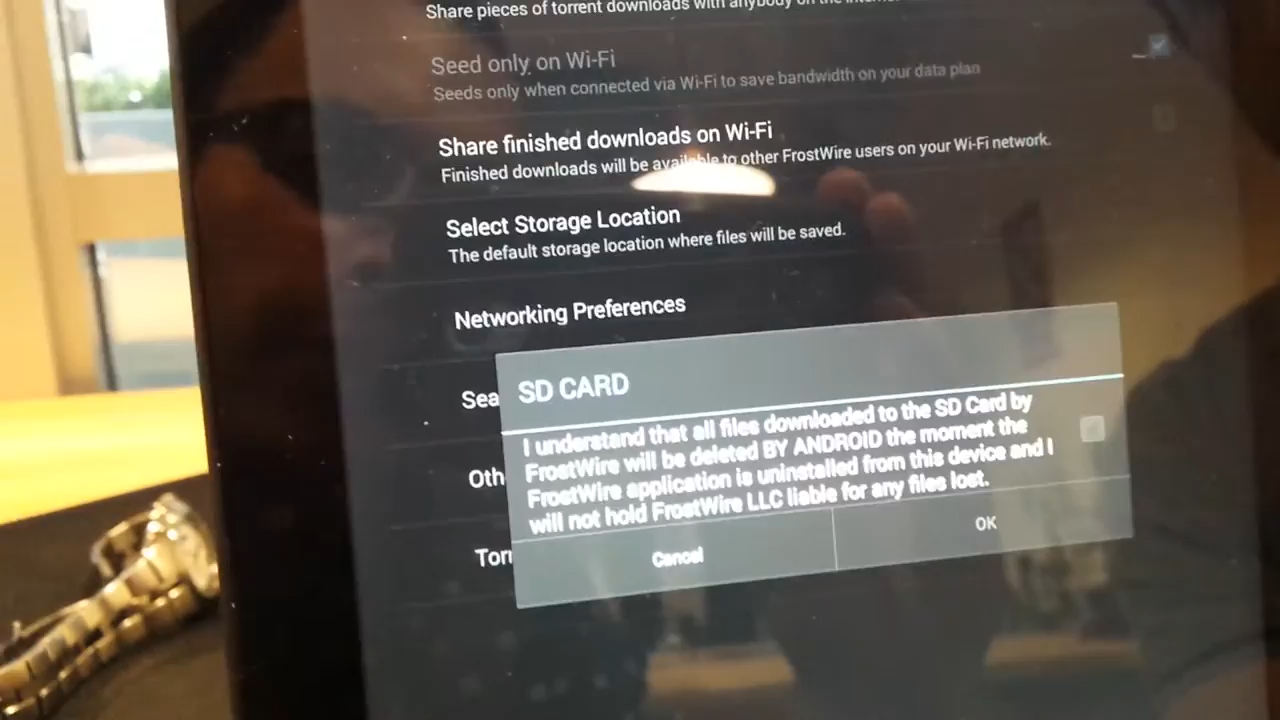 Share pieces of torrent downloads with anybody on the
Seed only on Wi-Fi
Seeds only when connected via Wi-Fi to save bandwidth on your data plan
Share finished downloads on Wi-Fi
Finished downloads will be available to other FrostWire users on your Wi-Fi network.
Select Storage Location
The default storage location where files will be saved.
Networking Preferences
Sea
Oth
Torr
SD CARD
I understand that all files downloaded to the SD Card by
FrostWire will be deleted BY ANDROID the moment the
FrostWire application is uninstalled from this device and I
will not hold FrostWire LLC liable for any files lost.
Cancel
OK